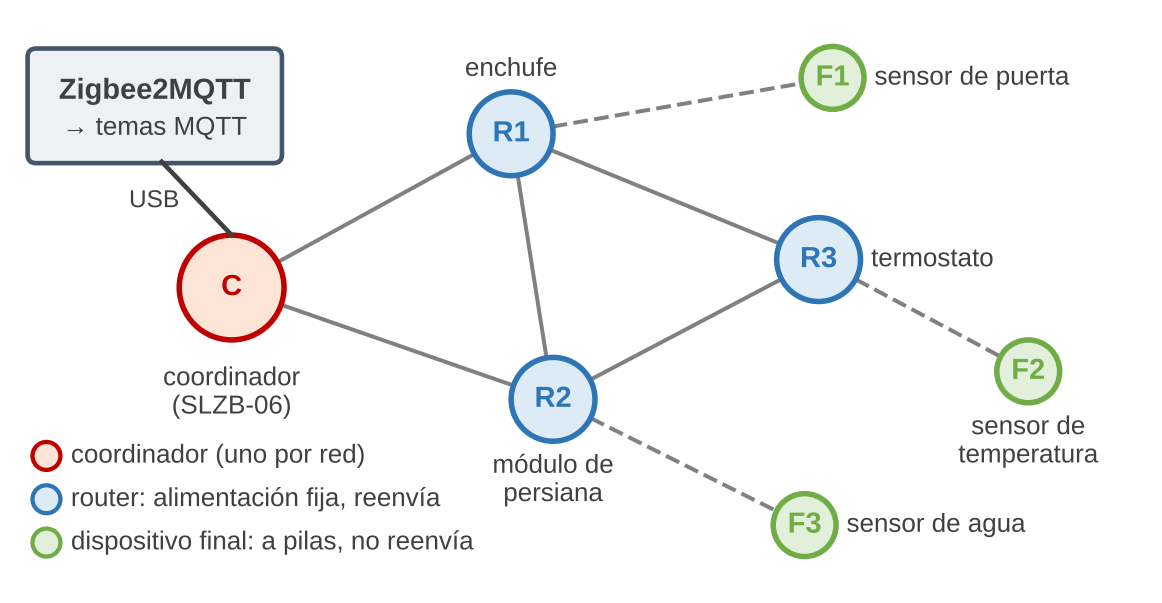 Zigbee2MQTT
→ temas MQTT
USB
C
coordinador
(SLZB-06)
enchufe
R1
F1
sensor de puerta
R3
termostato
R2
módulo de
persiana
F2
sensor de
temperatura
F3
sensor de agua
coordinador (uno por red)
router: alimentación fija, reenvía
dispositivo final: a pilas, no reenvía